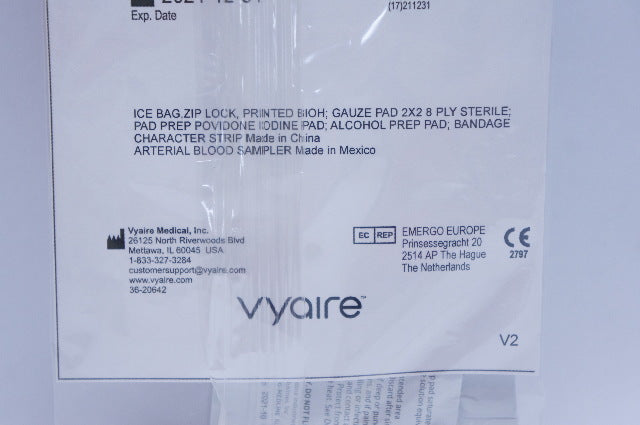 Exp. Date
(17)211231
ICE BAG ZIP LOCK, PRINTED BIOH; GAUZE PAD 2X2 8 PLY STERILE;
PAD PREP POVIDONE IODINE PAD; ALCOHOL PREP PAD; BANDAGE
CHARACTER STRIP Made in China
ARTERIAL BLOOD SAMPLER Made in Mexico
Vyaire Medical, Inc.
26125 North Riverwoods Blvd
Mettawa, IL 60045 USA
1-833-327-3284
customersupport@vyaire.com
www.vyaire.com
36-20642
EC REP
EMERGO EUROPE
Prinsessegracht 20
2514 AP The Hague
The Netherlands
CE
2797
vyaire™
V2